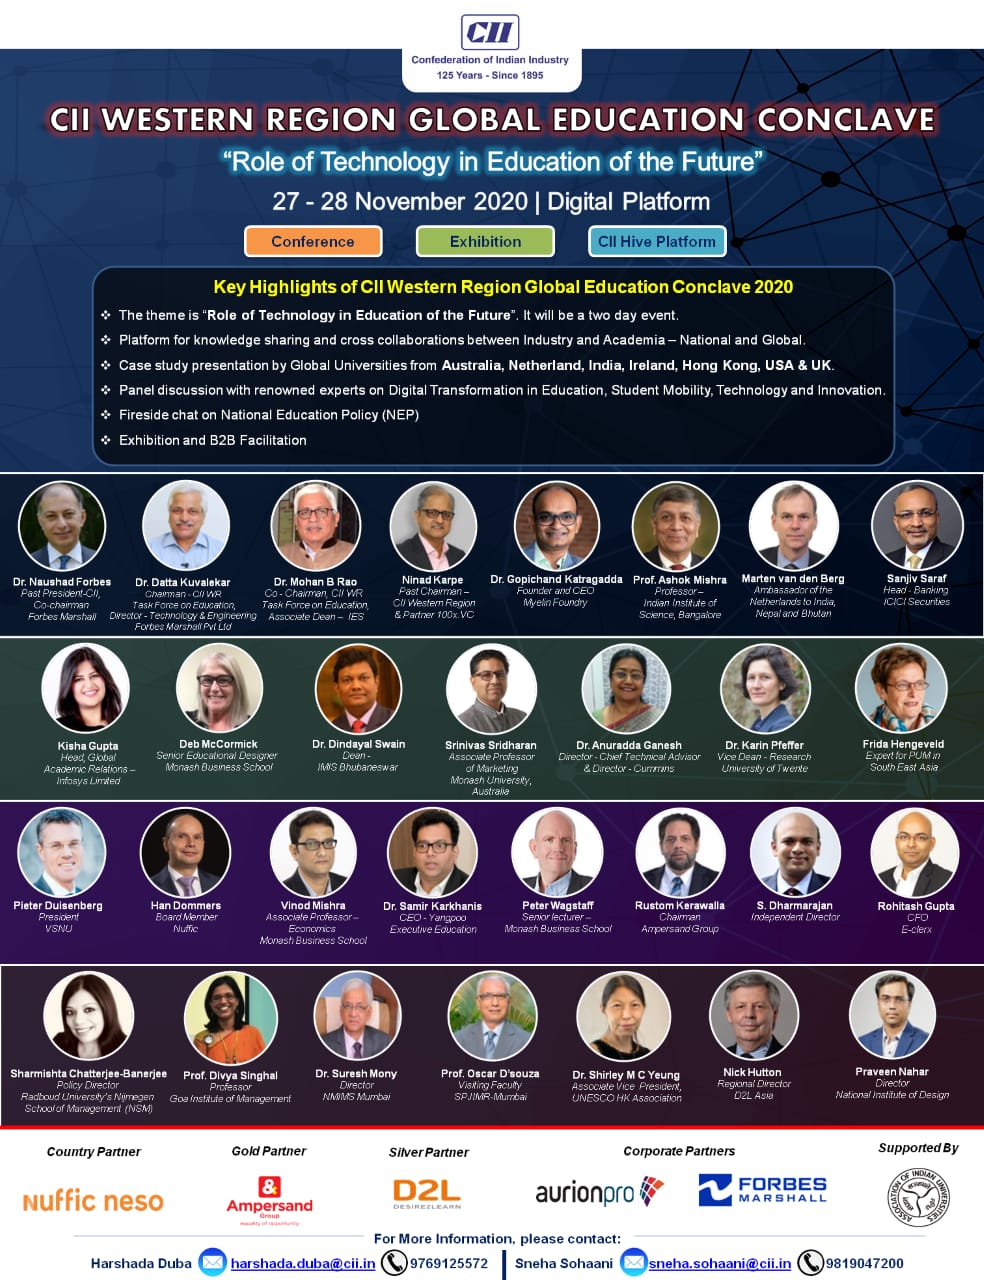 CII
Confederation of Indian Industry
125 Years - Since 1895
CII WESTERN REGION GLOBAL EDUCATION CONCLAVE
“Role of Technology in Education of the Future”
27 - 28 November 2020 | Digital Platform
Conference
Exhibition
CII Hive Platform
Key Highlights of CII Western Region Global Education Conclave 2020
❖ The theme is “Role of Technology in Education of the Future”. It will be a two day event.
❖ Platform for knowledge sharing and cross collaborations between Industry and Academia – National and Global.
❖ Case study presentation by Global Universities from Australia, Netherland, India, Ireland, Hong Kong, USA & UK.
❖ Panel discussion with renowned experts on Digital Transformation in Education, Student Mobility, Technology and Innovation.
❖ Fireside chat on National Education Policy (NEP)
❖ Exhibition and B2B Facilitation
Dr. Naushad Forbes
Past President-CII,
Co-chairman
Forbes Marshall
Dr. Datta Kuvalekar
Chairman - CII WR
Task Force on Education,
Director - Technology & Engineering
Forbes Marshall Pvt Ltd
Dr. Mohan B Rao
Co - Chairman, CII WR
Task Force on Education,
Associate Dean – IES
Ninad Karpe
Past Chairman –
CII Western Region
& Partner 100x.VC
Dr. Gopichand Katragadda
Founder and CEO
Myelin Foundry
Prof. Ashok Mishra
Professor –
Indian Institute of
Science, Bangalore
Marten van den Berg
Ambassador of the
Netherlands to India,
Nepal and Bhutan
Sanjiv Saraf
Head - Banking
ICICI Securities
Kisha Gupta
Head, Global
Academic Relations –
Infosys Limited
Deb McCormick
Senior Educational Designer
Monash Business School
Dr. Dindayal Swain
Dean -
IMIS Bhubaneswar
Srinivas Sridharan
Associate Professor
of Marketing
Monash University,
Australia
Dr. Anuradda Ganesh
Director - Chief Technical Advisor
& Director - Cummins
Dr. Karin Pfeffer
Vice Dean - Research
University of Twente
Frida Hengeveld
Expert for PUM in
South East Asia
Pieter Duisenberg
President
VSNU
Han Dommers
Board Member
Nuffic
Vinod Mishra
Associate Professor –
Economics
Monash Business School
Dr. Samir Karkhanis
CEO - Yangpoo
Executive Education
Peter Wagstaff
Senior lecturer –
Monash Business School
Rustom Kerawalla
Chairman
Ampersand Group
S. Dharmarajan
Independent Director
Rohitash Gupta
CFO
E-clerx
Sharmishta Chatterjee-Banerjee
Policy Director
Radboud University's Nijmegen
School of Management (NSM)
Prof. Divya Singhal
Professor
Goa Institute of Management
Dr. Suresh Mony
Director
NMIMS Mumbai
Prof. Oscar D'souza
Visiting Faculty
SPJIMR-Mumbai
Dr. Shirley M C Yeung
Associate Vice President,
UNESCO HK Association
Nick Hutton
Regional Director
D2L Asia
Praveen Nahar
Director
National Institute of Design
Country Partner
nuffic neso
Gold Partner
&
Ampersand
Group
equality of opportunity
Silver Partner
D2L
DESIRE2LEARN
Corporate Partners
aurionpro
FORBES
MARSHALL
Supported By
ASSOCIATION OF INDIAN UNIVERSITIES
For More Information, please contact:
Harshada Duba harshada.duba@cii.in 9769125572 | Sneha Sohaani sneha.sohaani@cii.in 9819047200